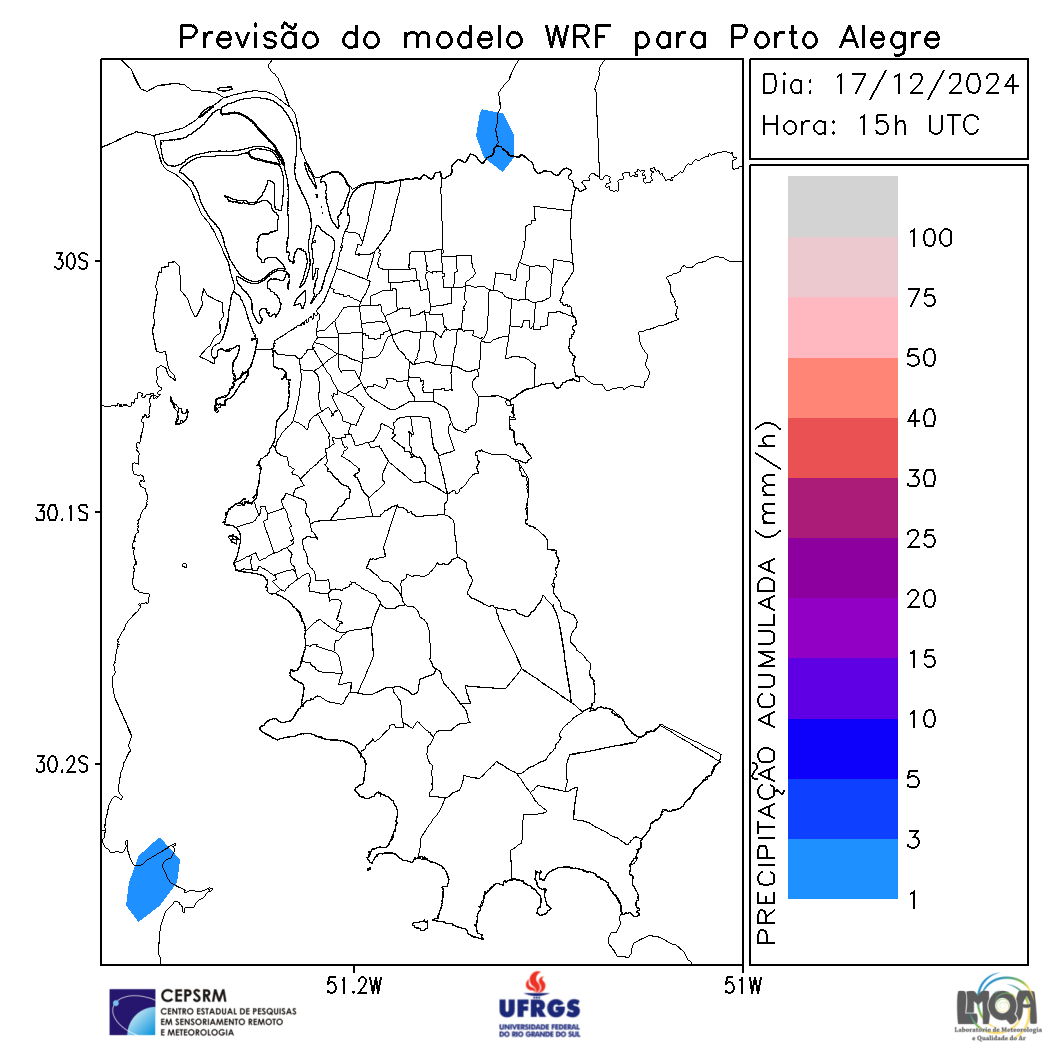 Previsão do modelo WRF para Porto Alegre
Dia: 17/12/2024
Hora: 15h UTC
30S
30.1S
30.2S
51.2W
51W
PRECIPITAÇÃO ACUMULADA (mm/h)
100
75
50
40
30
25
20
15
10
5
3
1
CEPSRM
CENTRO ESTADUAL DE PESQUISAS
EM SENSORIAMENTO REMOTO
E METEOROLOGIA
UFRGS
UNIVERSIDADE FEDERAL
DO RIO GRANDE DO SUL
LMQA
Laboratório de Meteorologia
e Qualidade do Ar